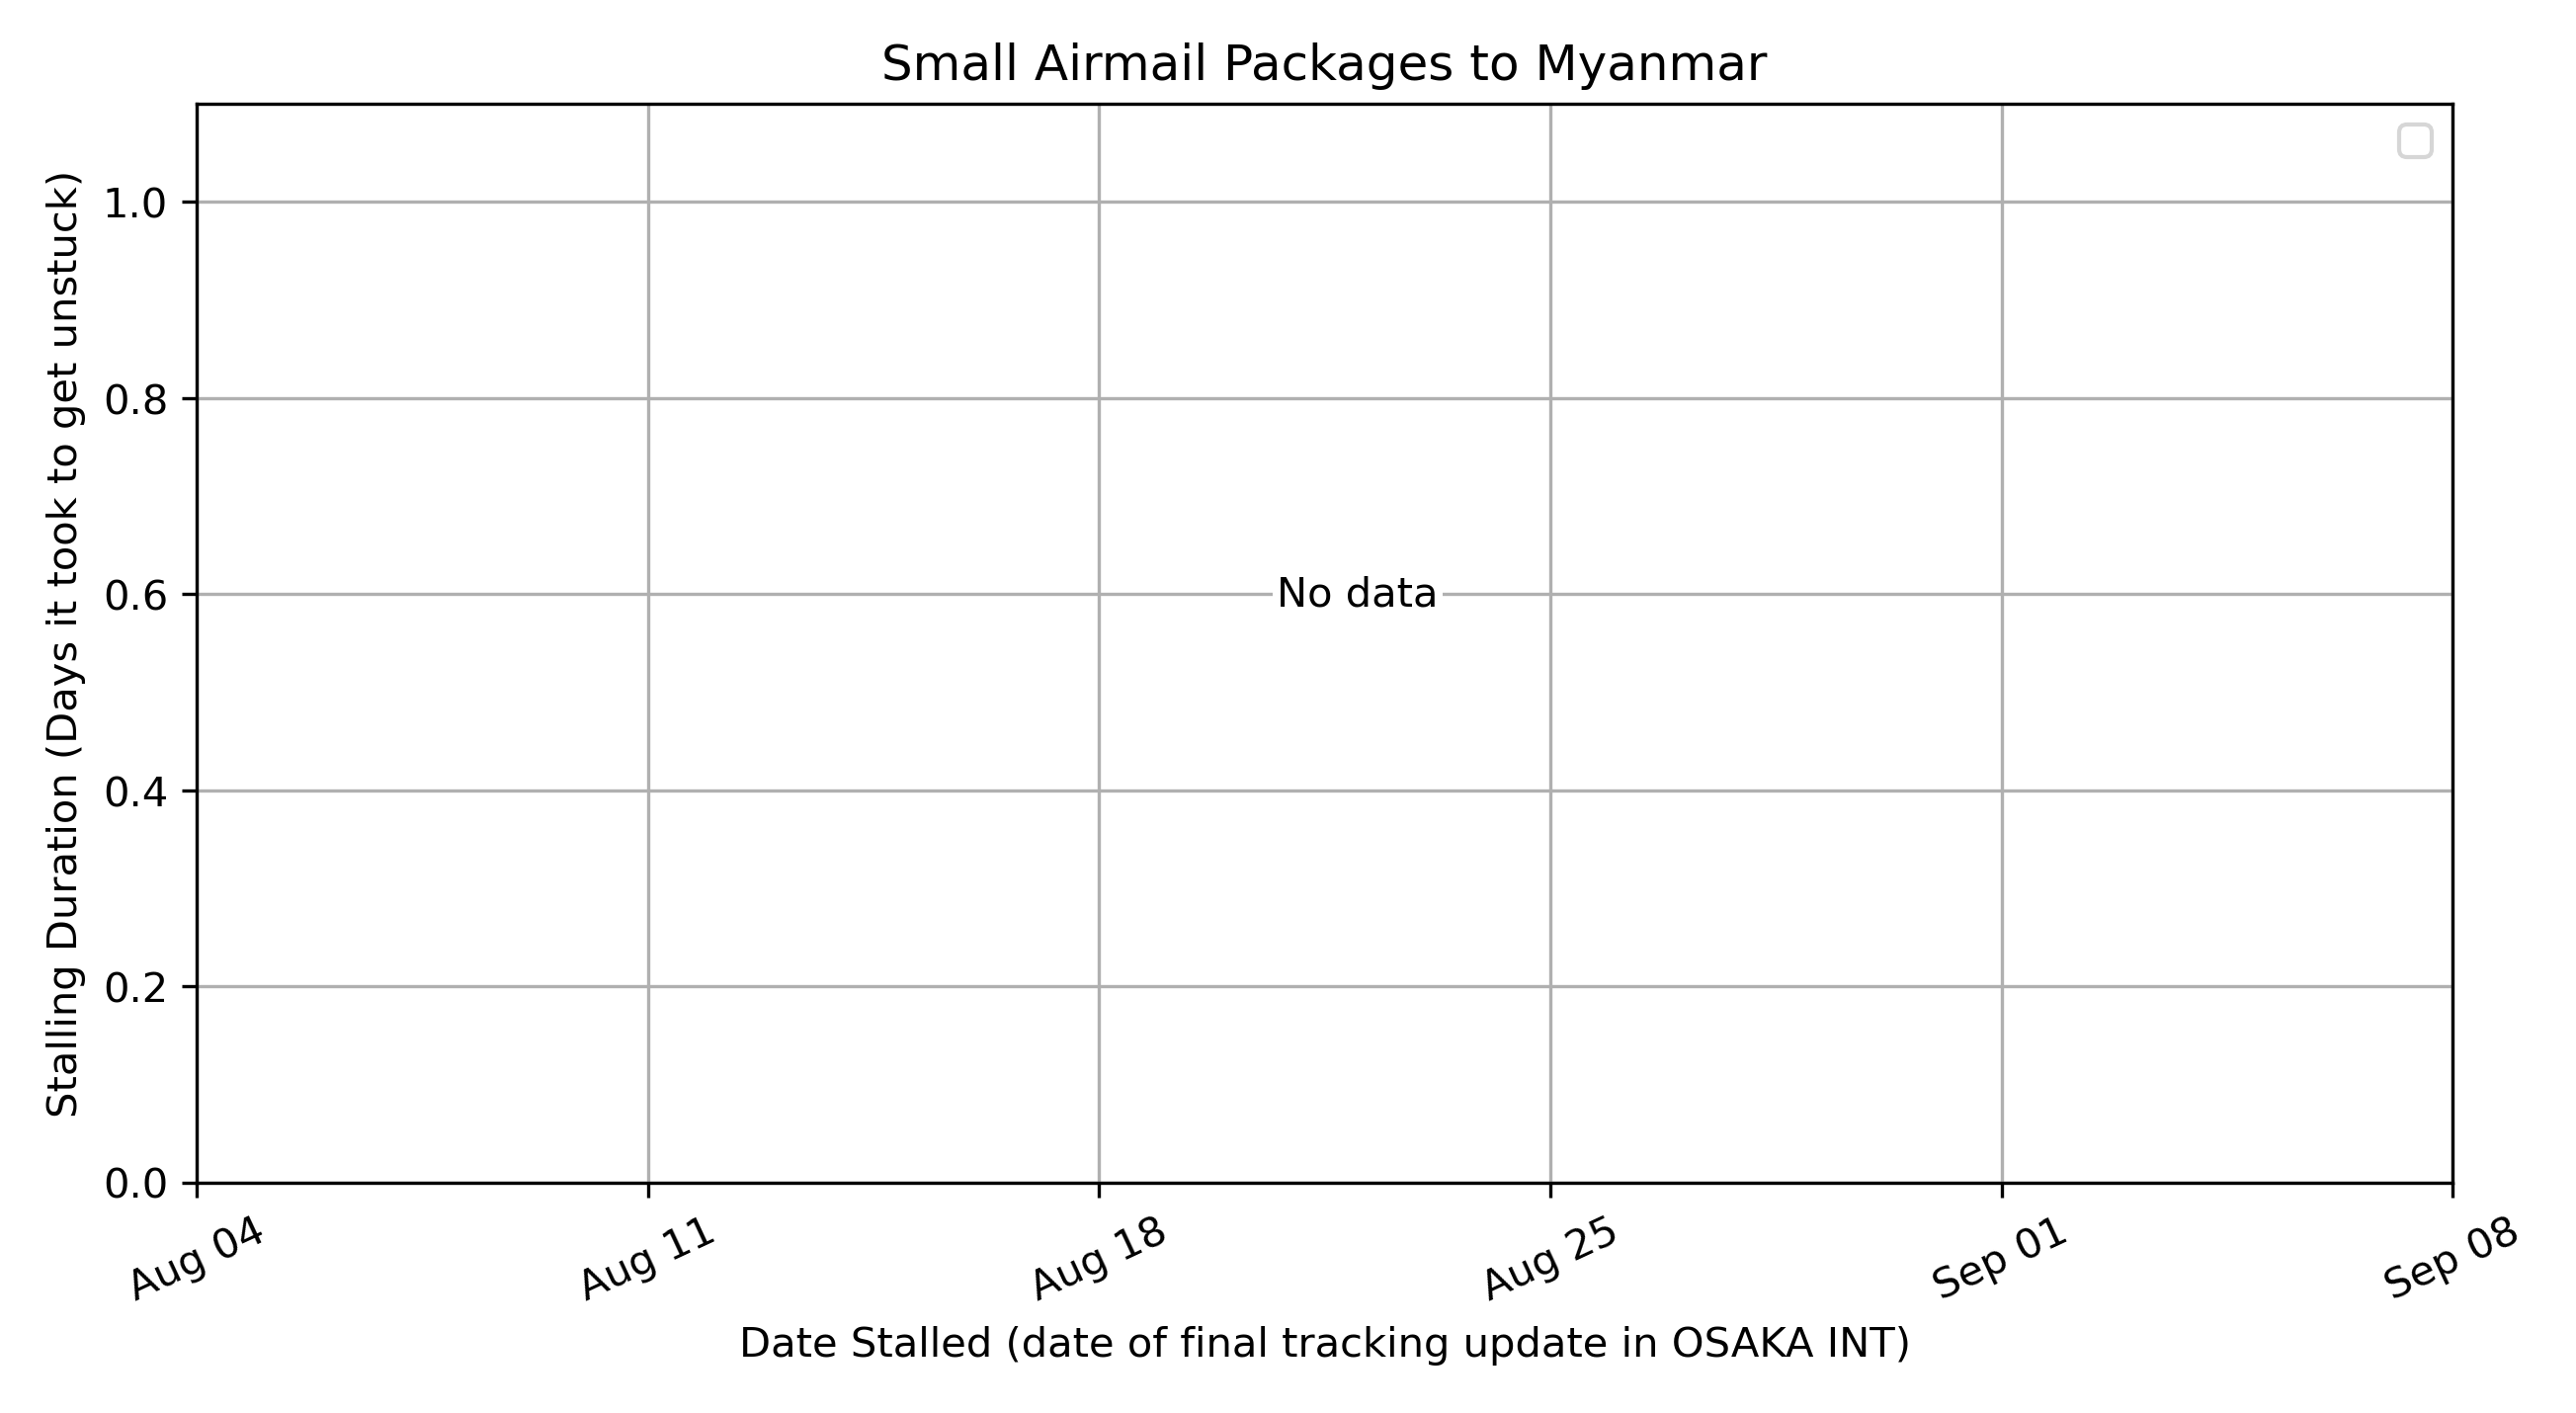 Small Airmail Packages to Myanmar
Stalling Duration (Days it took to get unstuck)
1.0
0.8
0.6
0.4
0.2
0.0
No data
Aug 04
Aug 11
Aug 18
Aug 25
Sep 01
Sep 08
Date Stalled (date of final tracking update in OSAKA INT)